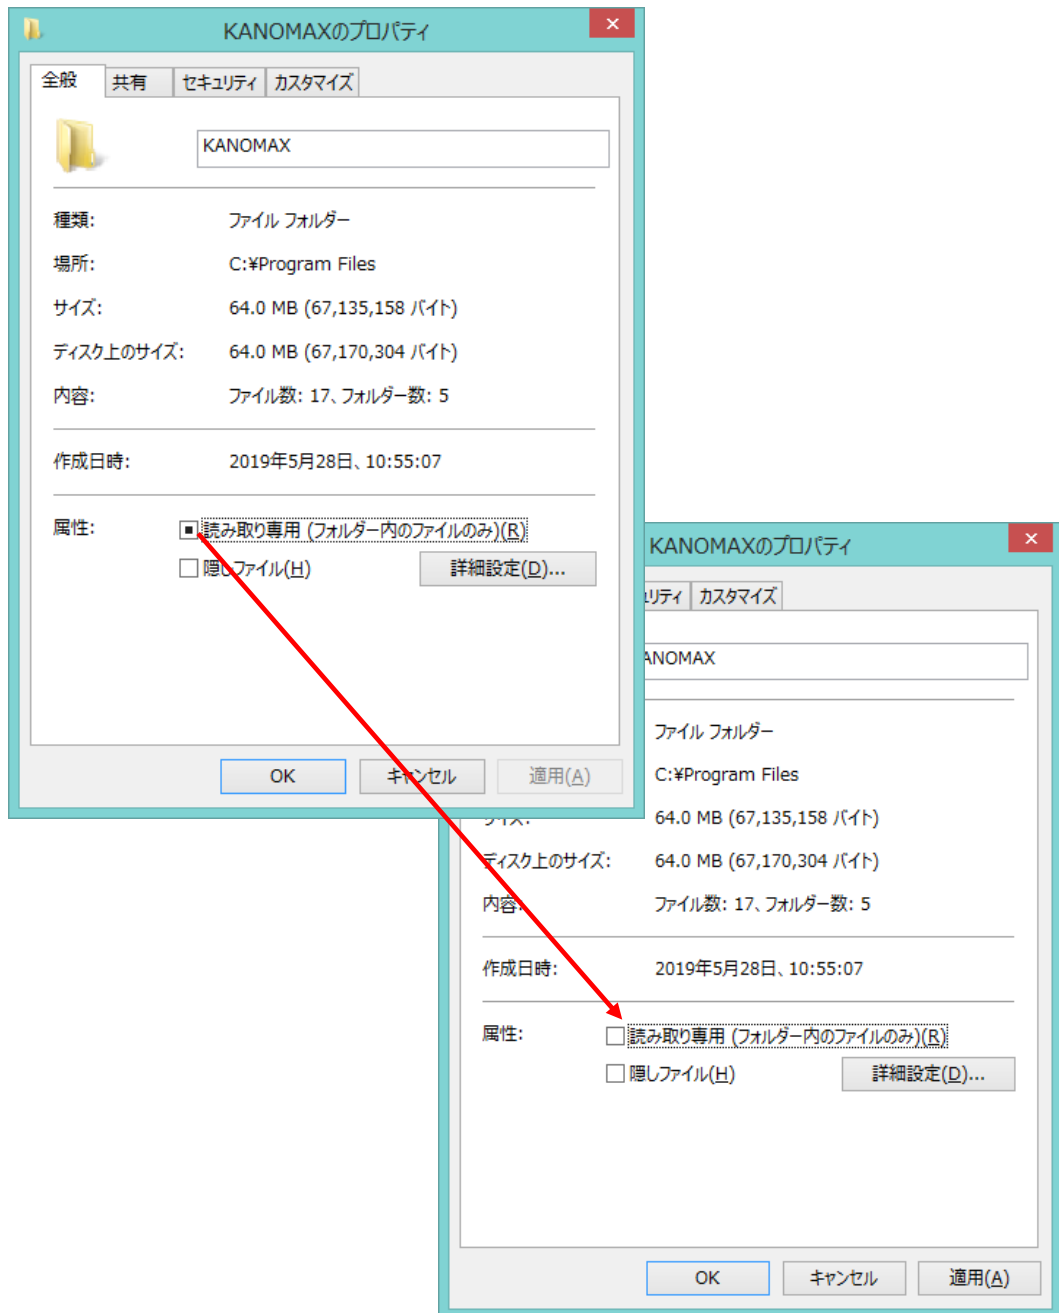 KANOMAXのプロパティ
全般 共有 セキュリティ カスタマイズ
KANOMAX
種類: ファイル フォルダー
場所: C:¥Program Files
サイズ: 64.0 MB (67,135,158 バイト)
ディスク上のサイズ: 64.0 MB (67,170,304 バイト)
内容: ファイル数: 17、フォルダー数: 5
作成日時: 2019年5月28日、10:55:07
属性: 読み取り専用 (フォルダー内のファイルのみ)(R)
隠しファイル(H) 詳細設定(D)...
OK キャンセル 適用(A)
KANOMAXのプロパティ
ュリティ カスタマイズ
ANOMAX
ファイル フォルダー
C:¥Program Files
サイズ: 64.0 MB (67,135,158 バイト)
ディスク上のサイズ: 64.0 MB (67,170,304 バイト)
内容: ファイル数: 17、フォルダー数: 5
作成日時: 2019年5月28日、10:55:07
属性: 読み取り専用 (フォルダー内のファイルのみ)(R)
隠しファイル(H) 詳細設定(D)...
OK キャンセル 適用(A)